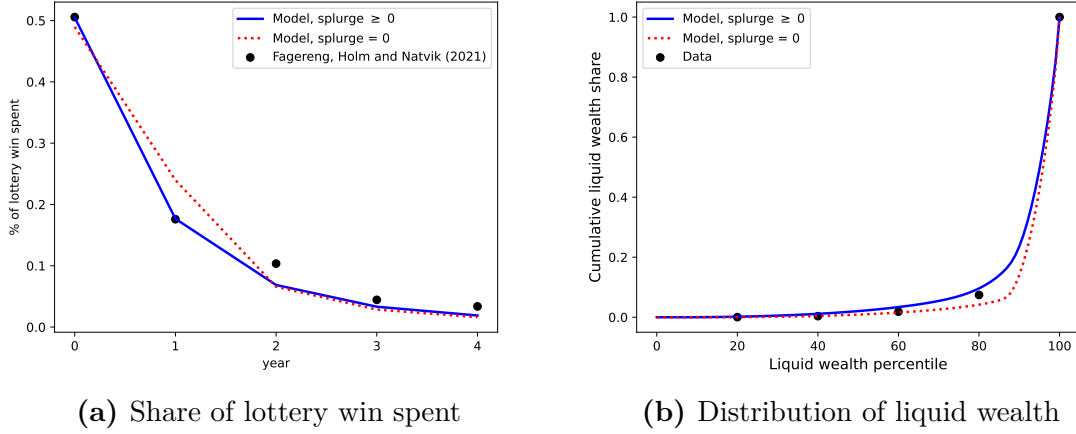 Model, splurge ≥ 0
Model, splurge = 0
Fagereng, Holm and Natvik (2021)
% of lottery win spent
0.5
0.4
0.3
0.2
0.1
0.0
0 1 2 3 4
year
(a) Share of lottery win spent
Model, splurge ≥ 0
Model, splurge = 0
Data
Cumulative liquid wealth share
1.0
0.8
0.6
0.4
0.2
0.0
0 20 40 60 80 100
Liquid wealth percentile
(b) Distribution of liquid wealth